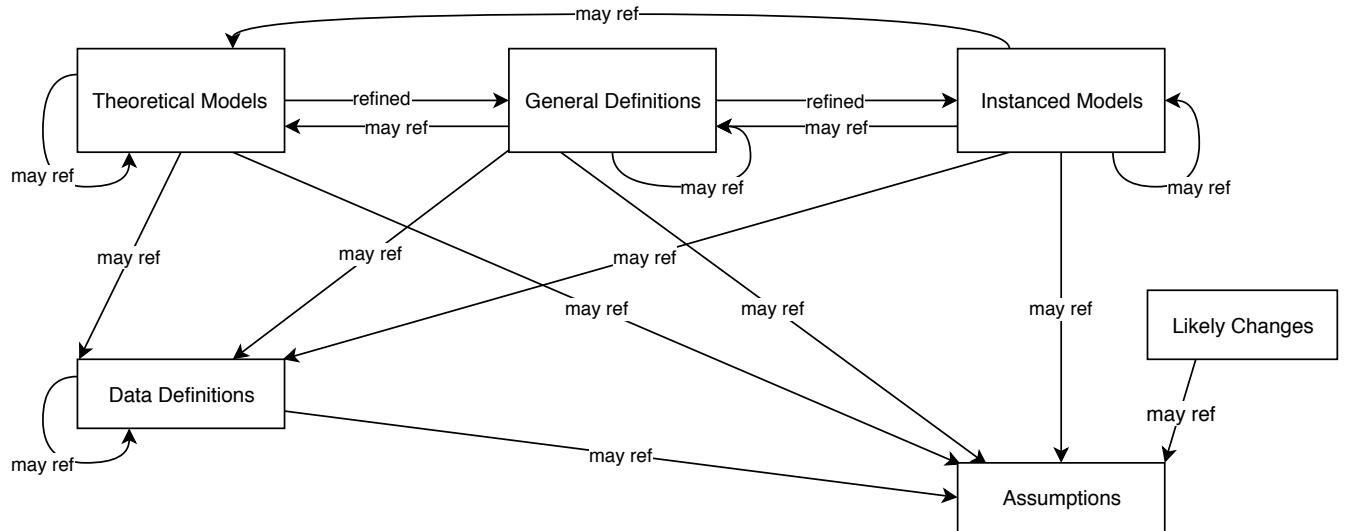 may ref
Theoretical Models
refined
General Definitions
refined
Instanced Models
may ref
may ref
may ref
may ref
may ref
may ref
may ref
may ref
may ref
may ref
may ref
Likely Changes
Data Definitions
may ref
may ref
may ref
Assumptions